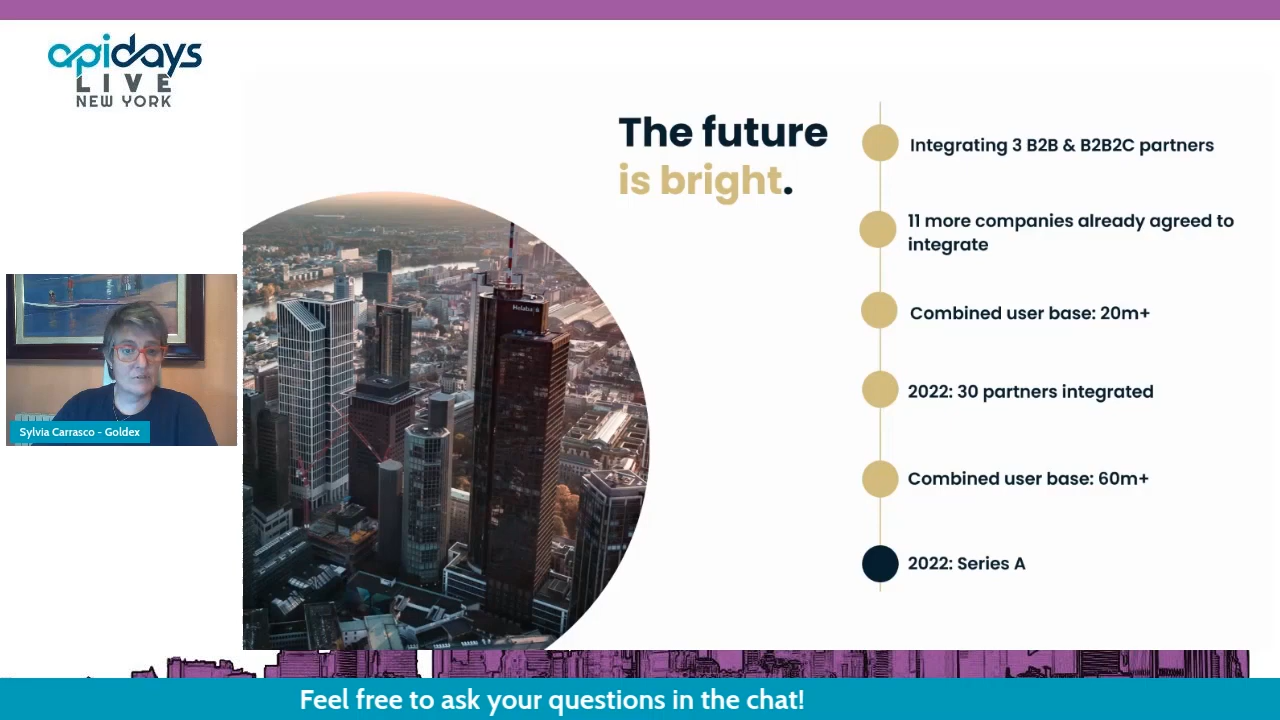 apidays
LIVE
NEW YORK
The future
is bright.
Integrating 3 B2B & B2B2C partners
11 more companies already agreed to
integrate
Combined user base: 20m+
2022: 30 partners integrated
Combined user base: 60m+
2022: Series A
Helaba
Sylvia Carrasco - Goldex
Feel free to ask your questions in the chat!